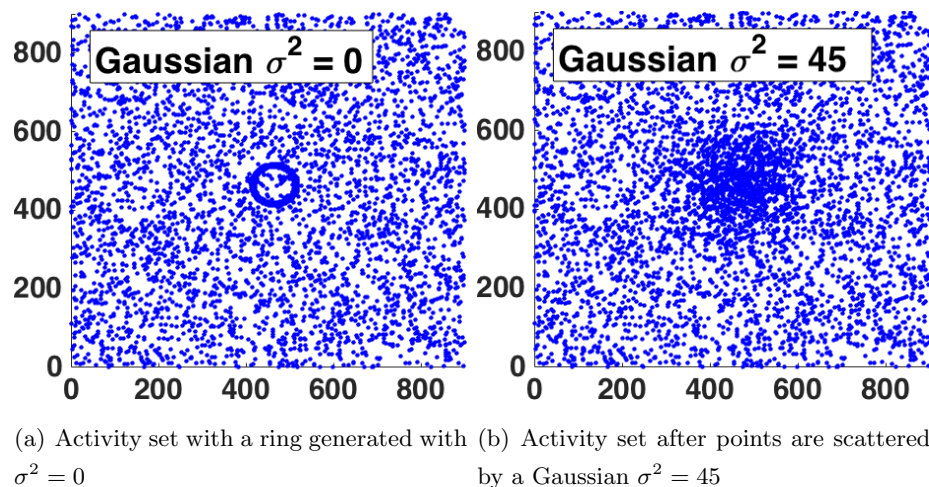 Gaussian σ² = 0
800
600
400
200
0
0 200 400 600 800
Gaussian σ² = 45
800
600
400
200
0
0 200 400 600 800
(a) Activity set with a ring generated with
σ² = 0
(b) Activity set after points are scattered
by a Gaussian σ² = 45